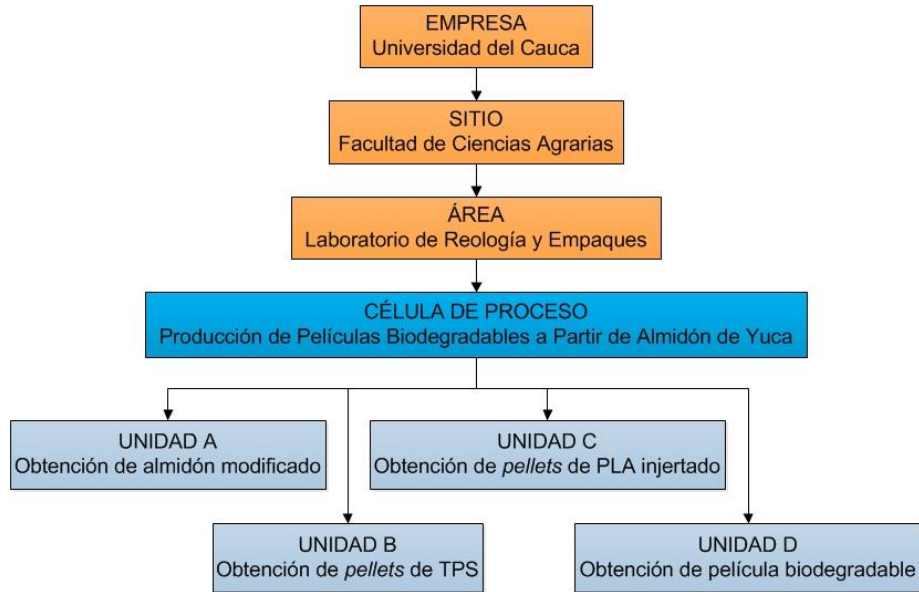 EMPRESA
Universidad del Cauca
SITIO
Facultad de Ciencias Agrarias
ÁREA
Laboratorio de Reología y Empaques
CÉLULA DE PROCESO
Producción de Películas Biodegradables a Partir de Almidón de Yuca
UNIDAD A
Obtención de almidón modificado
UNIDAD C
Obtención de pellets de PLA injertado
UNIDAD B
Obtención de pellets de TPS
UNIDAD D
Obtención de película biodegradable